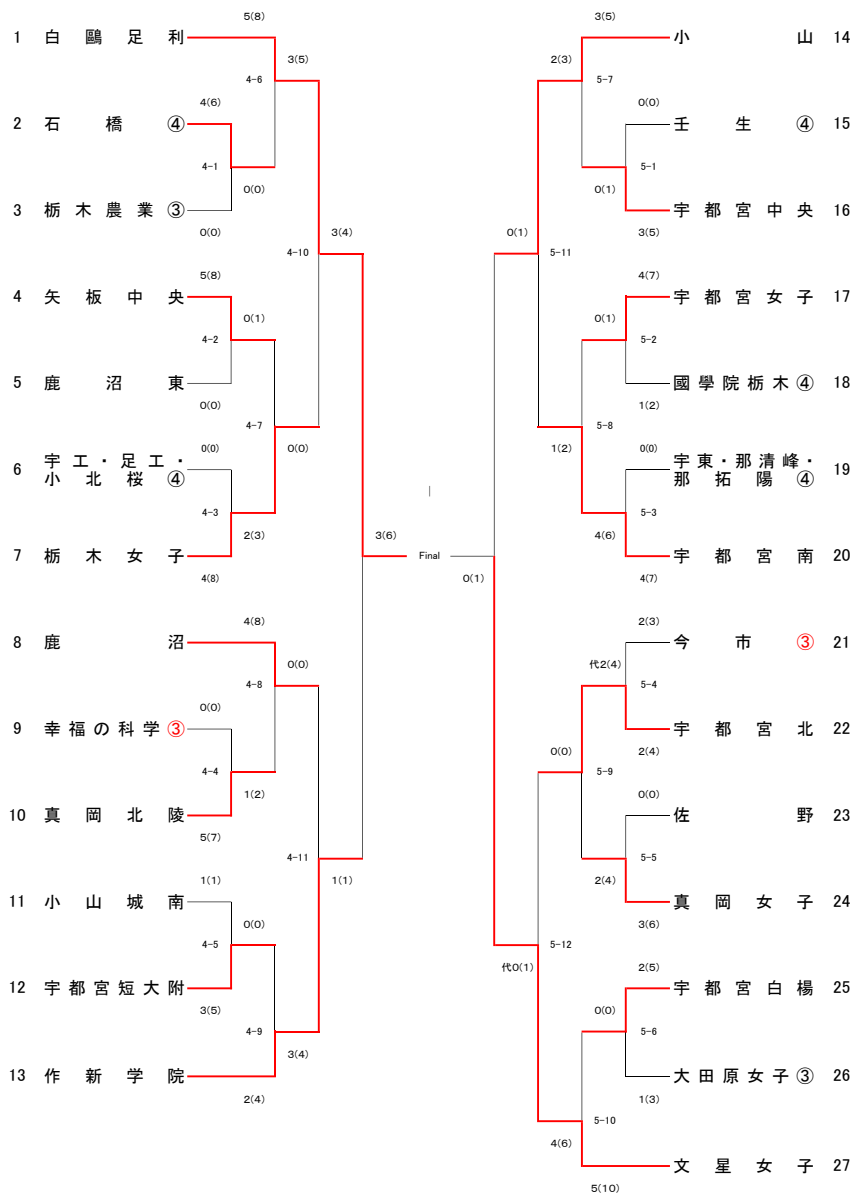 5(8)
1 白鷗足利
3(5)
4-6
4(6)
2 石橋④
4-1
0(0)
3 栃木農業③
0(0)
3(4)
4-10
5(8)
4 矢板中央
0(1)
4-2
5 鹿沼東
0(0)
4-7
0(0)
0(0)
6 宇工・足工・
小北桜④
4-3
2(3)
7 栃木女子
4(8)
3(6)
Final
4(8)
8 鹿沼
0(0)
4-8
0(0)
9 幸福の科学③
4-4
1(2)
10 真岡北陵
5(7)
4-11
1(1)
1(1)
11 小山城南
0(0)
4-5
12 宇都宮短大附
3(5)
4-9
3(4)
13 作新学院
2(4)
3(5)
小山 14
2(3)
5-7
0(0)
壬生④ 15
5-1
0(1)
宇都宮中央 16
3(5)
0(1)
5-11
4(7)
宇都宮女子 17
0(1)
5-2
國學院栃木④ 18
1(2)
5-8
1(2)
0(0)
宇東・那清峰・
那拓陽④ 19
5-3
4(6)
宇都宮南 20
4(7)
0(1)
2(3)
今市③ 21
代2(4)
5-4
宇都宮北 22
2(4)
0(0)
5-9
0(0)
佐野 23
5-5
2(4)
真岡女子 24
3(6)
5-12
代0(1)
2(5)
宇都宮白楊 25
0(0)
5-6
大田原女子③ 26
1(3)
5-10
4(6)
文星女子 27
5(10)